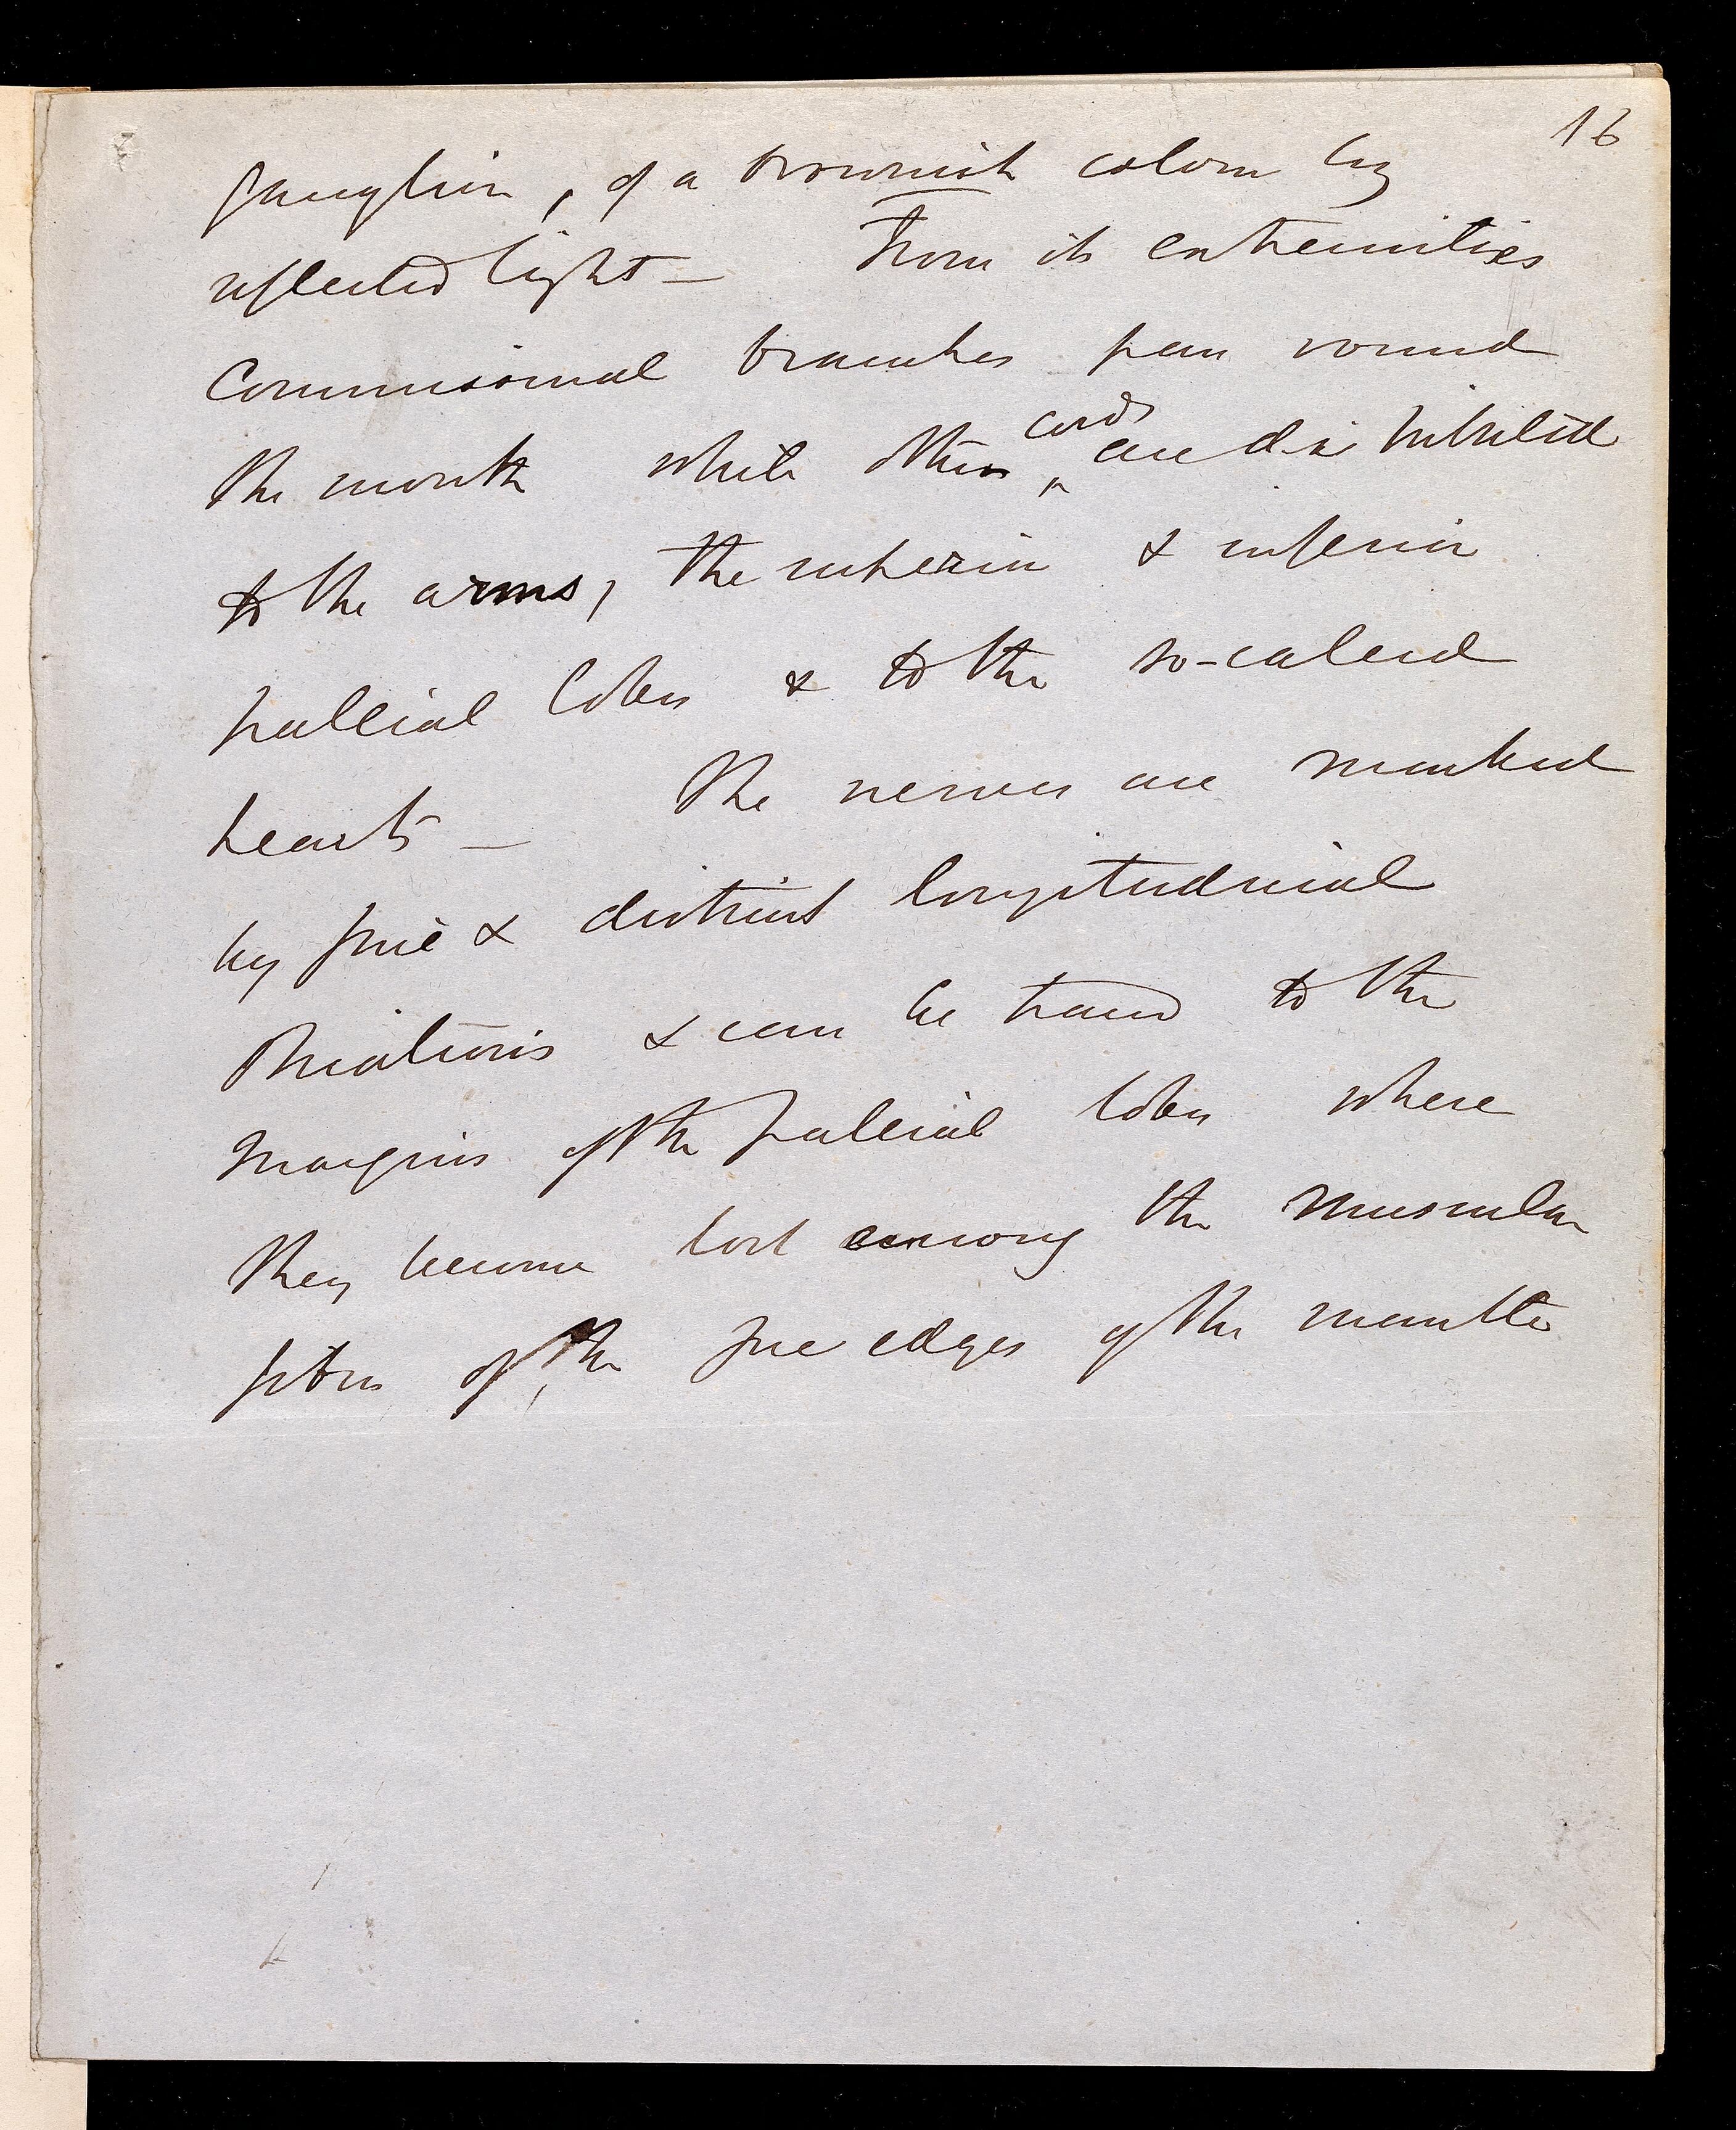 16
ganglion, of a brownish colour by
reflected light — From its extremities
Commissural branches pass round
the mouth while others cords are distributed
to the arms, the superior & inferior
pallial lobes & to the so-called
hearts — The nerves are marked
by fine & distinct longitudinal
striations & can be traced to the
margins of the pallial lobes where
they become lost among the muscular
fibres of the free edges of the mantle